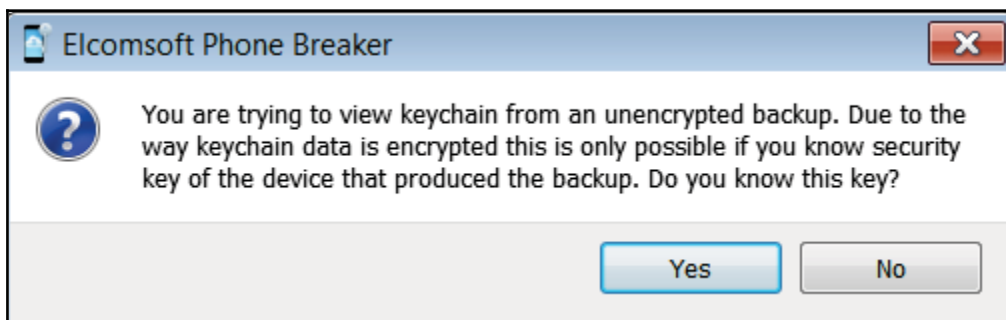 Elcomsoft Phone Breaker
You are trying to view keychain from an unencrypted backup. Due to the
way keychain data is encrypted this is only possible if you know security
key of the device that produced the backup. Do you know this key?
Yes
No